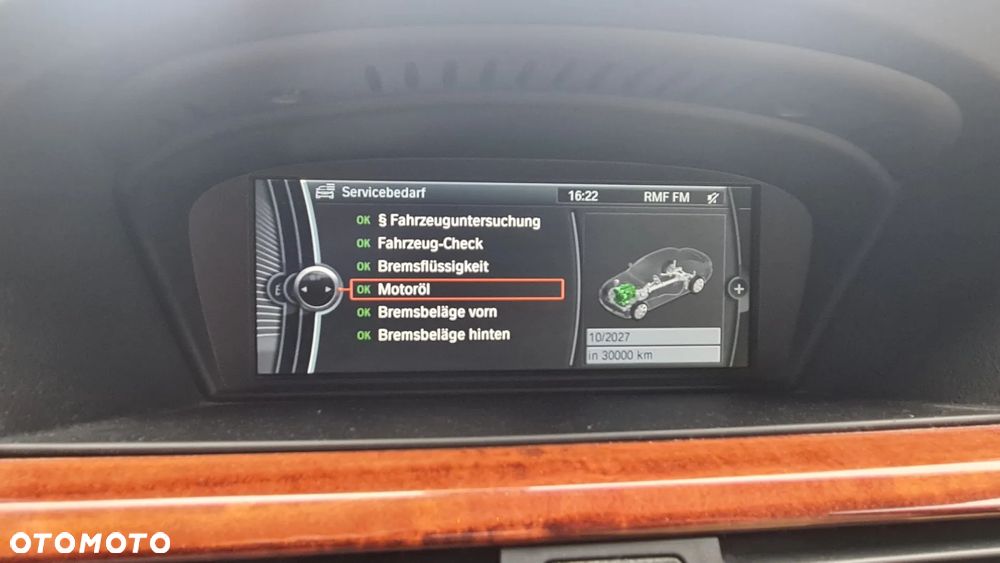 Servicebedarf 16:22 RMF FM
OK § Fahrzeuguntersuchung
OK Fahrzeug-Check
OK Bremsflüssigkeit
E
OK Motoröl
OK Bremsbeläge vorn
OK Bremsbeläge hinten
10/2027
in 30000 km
OTOMOTO